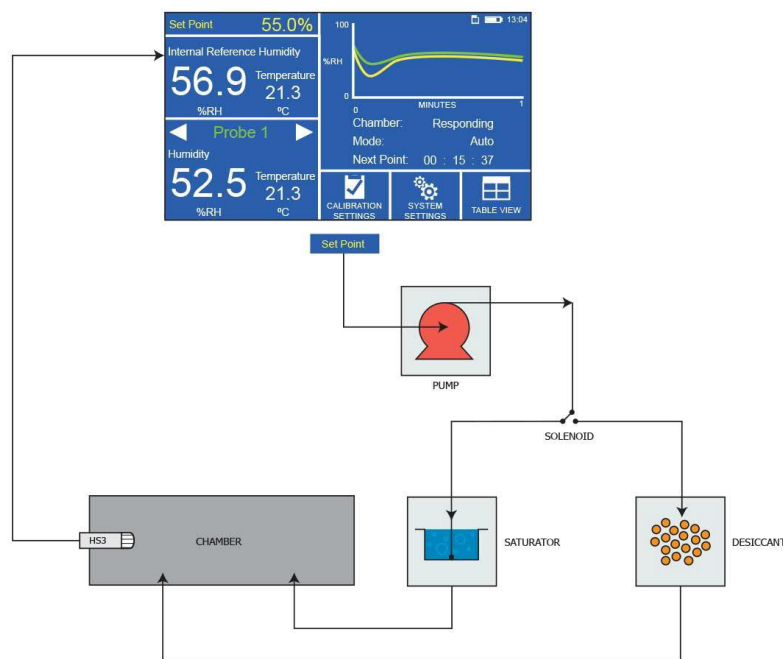 Set Point 55.0%
13:04
Internal Reference Humidity
56.9
Temperature
21.3
%RH ºC
Probe 1
Humidity
52.5
Temperature
21.3
%RH ºC
100
%RH
0
0 MINUTES 1
Chamber: Responding
Mode: Auto
Next Point: 00 : 15 : 37
CALIBRATION
SETTINGS
SYSTEM
SETTINGS
TABLE VIEW
Set Point
PUMP
SOLENOID
HS3
CHAMBER
SATURATOR
DESICCANT